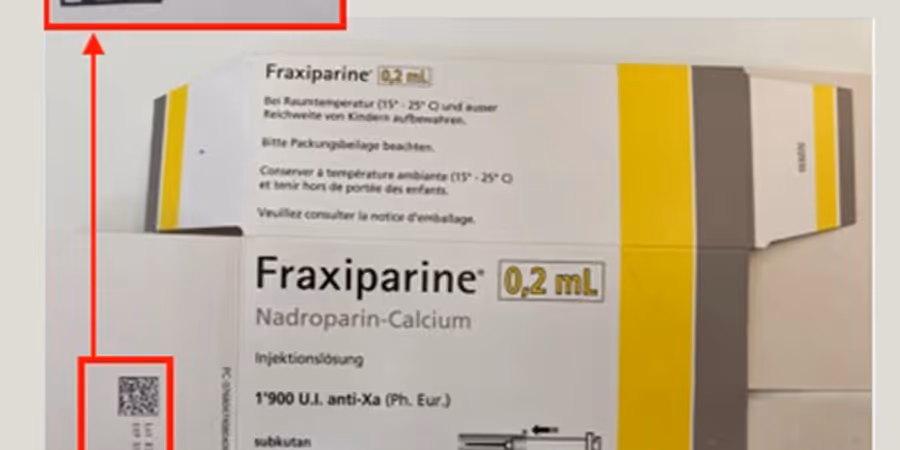 Fraxiparine® 0,2 mL
Bei Raumtemperatur (15° - 25° C) und ausser
Reichweite von Kindern aufbewahren.
Bitte Packungsbeilage beachten.
Conserver à température ambiante (15° - 25° C)
et tenir hors de portée des enfants.
Veuillez consulter la notice d'emballage.
Fraxiparine® 0,2 mL
Nadroparin-Calcium
Injektionslösung
1'900 U.I. anti-Xa (Ph. Eur.)
subkutan